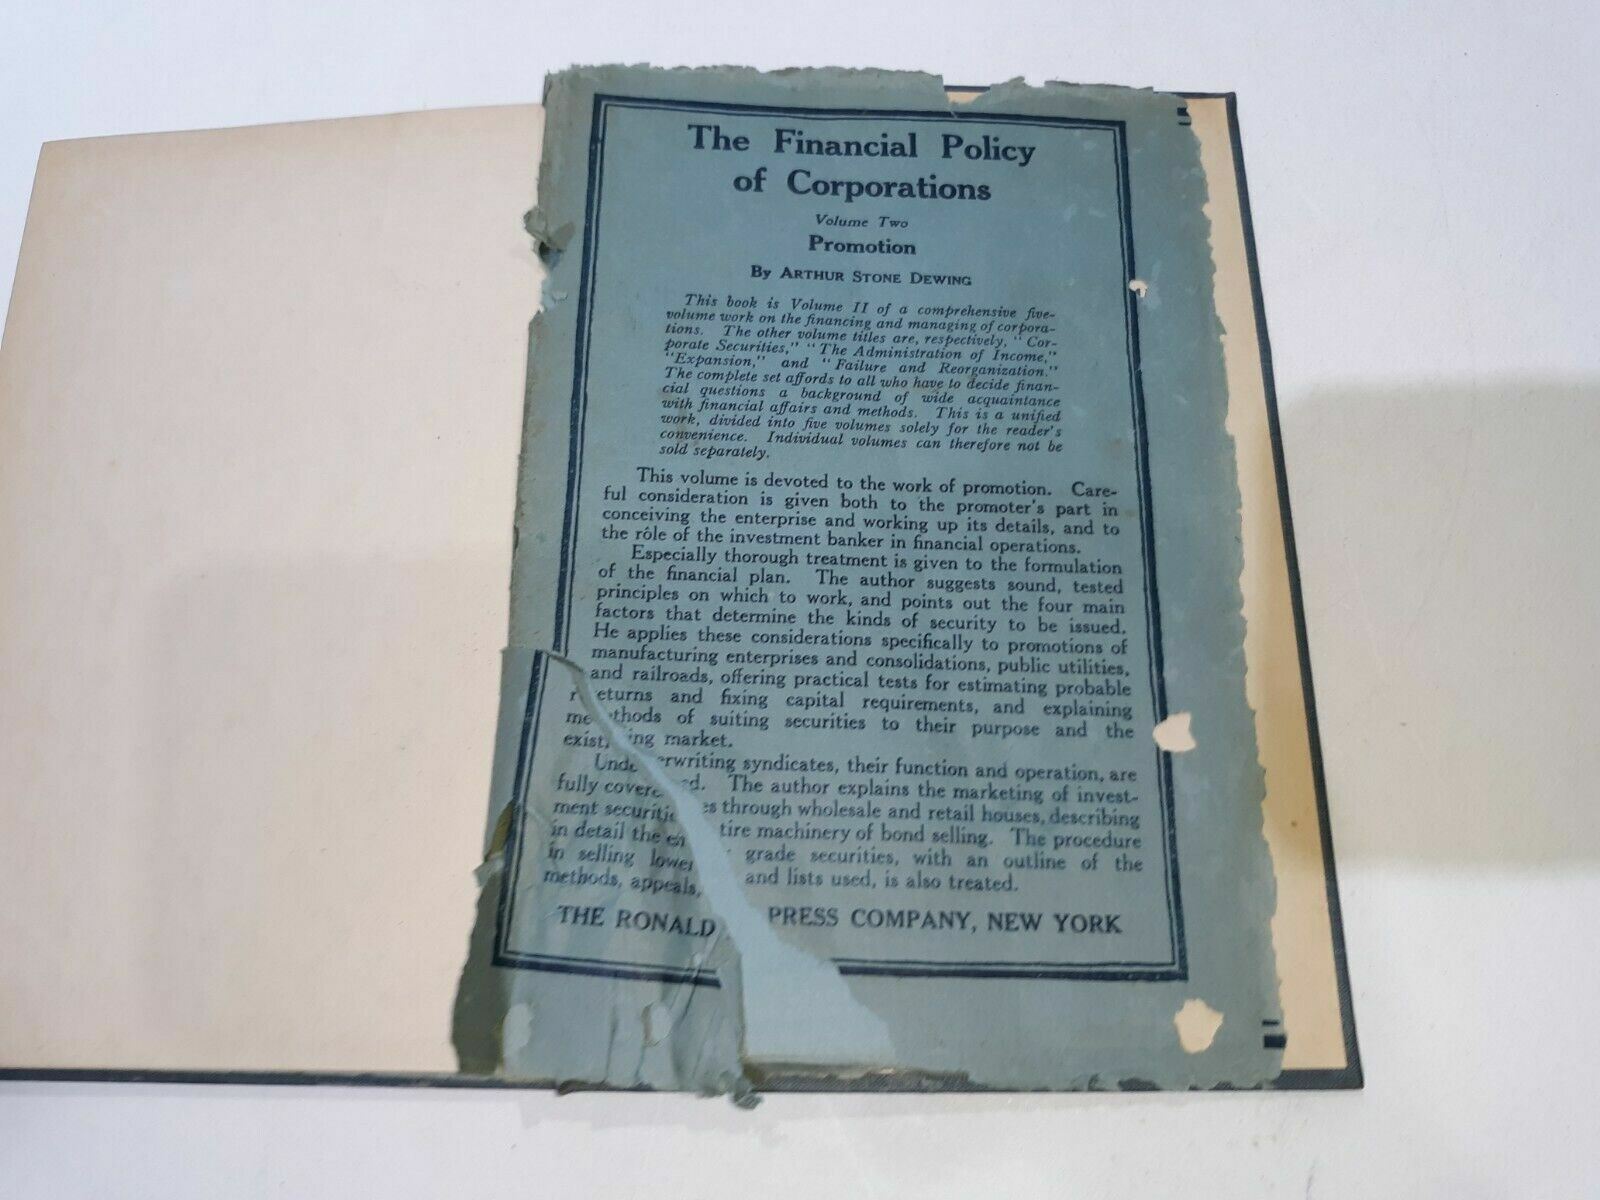 The Financial Policy
of Corporations
Volume Two
Promotion
By ARTHUR STONE DEWING
This book is Volume II of a comprehensive five-
volume work on the financing and managing of corpora-
tions. The other volume titles are, respectively, "Cor-
porate Securities," "The Administration of Income,"
"Expansion," and "Failure and Reorganization."
The complete set affords to all who have to decide finan-
cial questions a background of wide acquaintance
with financial affairs and methods. This is a unified
work, divided into five volumes solely for the reader's
convenience. Individual volumes can therefore not be
sold separately.
This volume is devoted to the work of promotion. Care-
ful consideration is given both to the promoter's part in
conceiving the enterprise and working up its details, and to
the rôle of the investment banker in financial operations.
Especially thorough treatment is given to the formulation
of the financial plan. The author suggests sound, tested
principles on which to work, and points out the four main
factors that determine the kinds of security to be issued.
He applies these considerations specifically to promotions of
manufacturing enterprises and consolidations, public utilities,
and railroads, offering practical tests for estimating probable
returns and fixing capital requirements, and explaining
methods of suiting securities to their purpose and the
existing market.
Underwriting syndicates, their function and operation, are
fully covered. The author explains the marketing of invest-
ment securities through wholesale and retail houses, describing
in detail the entire machinery of bond selling. The procedure
in selling lower grade securities, with an outline of the
methods, appeals, and lists used, is also treated.
THE RONALD PRESS COMPANY, NEW YORK